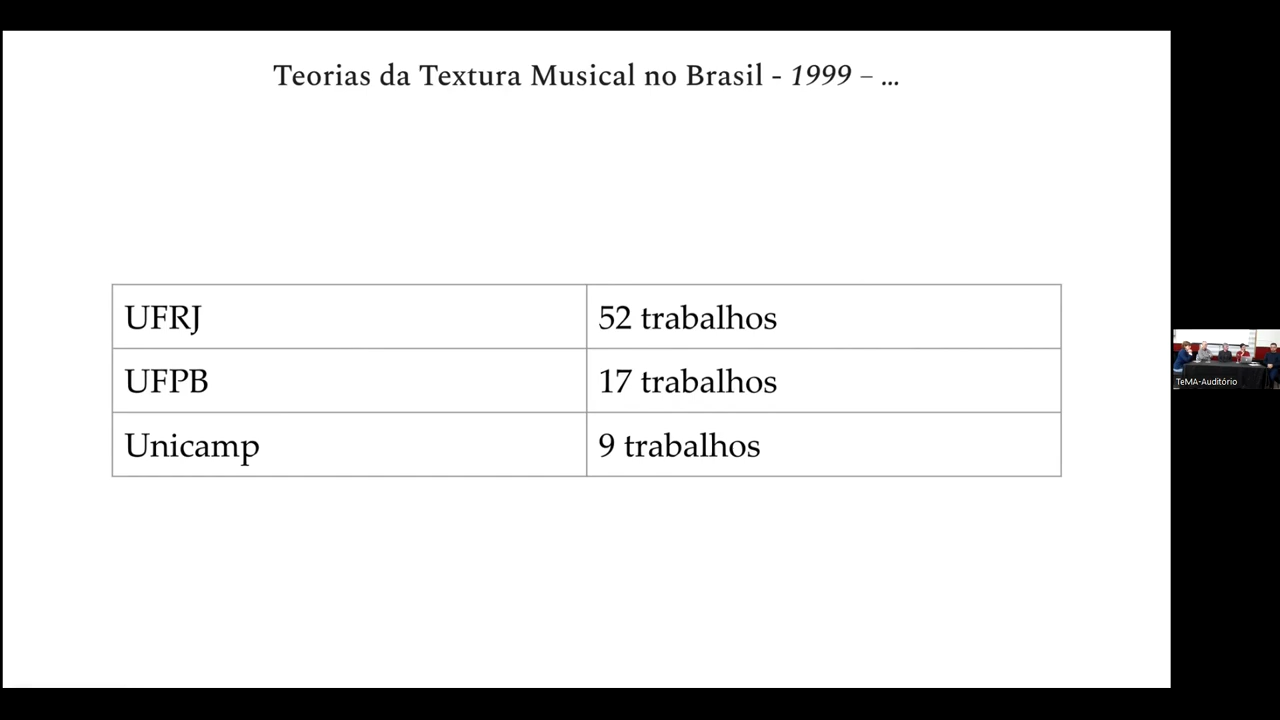 Teorias da Textura Musical no Brasil - 1999 – ...
UFRJ 52 trabalhos
UFPB 17 trabalhos
Unicamp 9 trabalhos
TeMA-Auditório